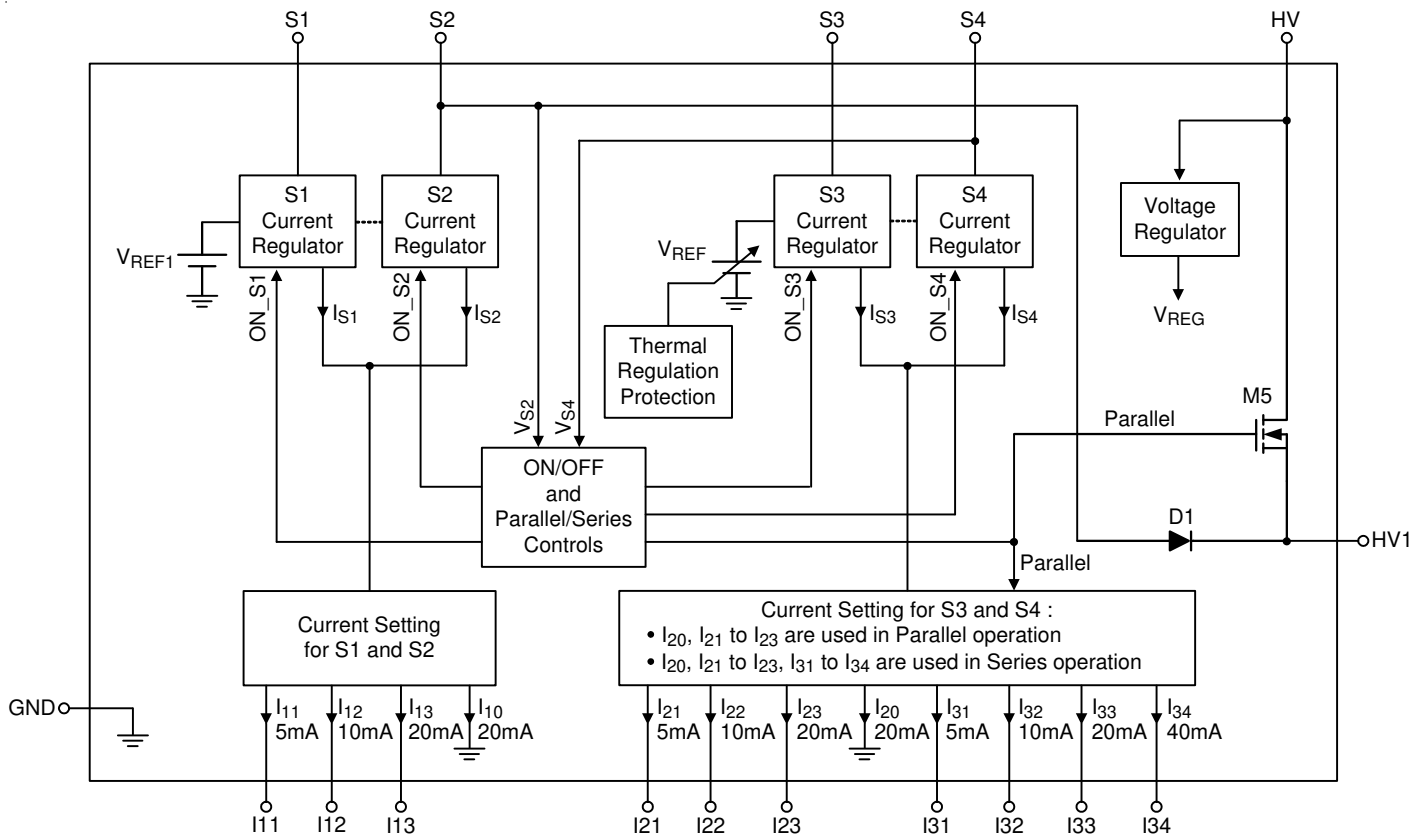 S1
S2
S3
S4
HV
S1
Current
Regulator
S2
Current
Regulator
S3
Current
Regulator
S4
Current
Regulator
Voltage
Regulator
VREF1
VREF
VREG
ON_S1
IS1
ON_S2
IS2
ON_S3
IS3
ON_S4
IS4
Thermal
Regulation
Protection
VS2
VS4
M5
Parallel
ON/OFF
and
Parallel/Series
Controls
D1
HV1
Parallel
Current Setting
for S1 and S2
Current Setting for S3 and S4 :
• I20, I21 to I23 are used in Parallel operation
• I20, I21 to I23, I31 to I34 are used in Series operation
GND
I11
5mA
I12
10mA
I13
20mA
I10
20mA
I21
5mA
I22
10mA
I23
20mA
I20
20mA
I31
5mA
I32
10mA
I33
20mA
I34
40mA
I11
I12
I13
I21
I22
I23
I31
I32
I33
I34